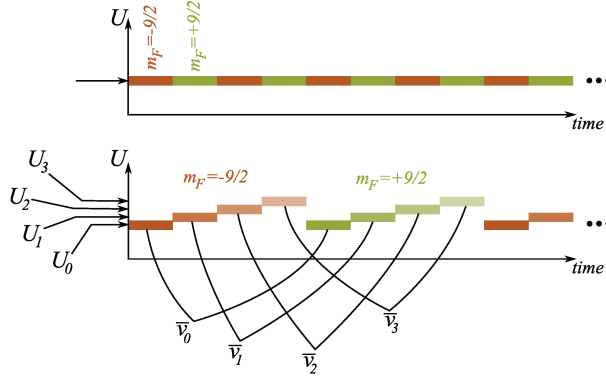 U
m_F=-9/2
m_F=+9/2
time
U
U_3
U_2
U_1
U_0
m_F=-9/2
m_F=+9/2
time
v̅_0
v̅_1
v̅_2
v̅_3